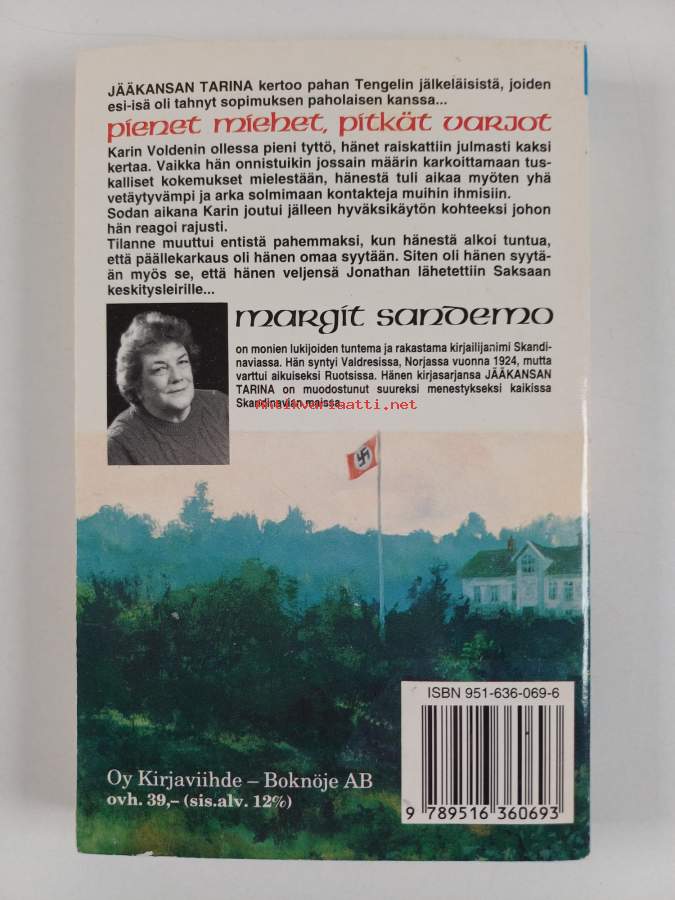 JÄÄKANSAN TARINA kertoo pahan Tengelin jälkeläisistä, joiden
esi-isä oli tahnyt sopimuksen paholaisen kanssa...
pienet miehet, pitkät varjot
Karin Voldenin ollessa pieni tyttö, hänet raiskattiin julmasti kaksi
kertaa. Vaikka hän onnistuikin jossain määrin karkoittamaan tus-
kalliset kokemukset mielestään, hänestä tuli aikaa myöten yhä
vetäytyvämpi ja arka solmimaan kontakteja muihin ihmisiin.
Sodan aikana Karin joutui jälleen hyväksikäytön kohteeksi johon
hän reagoi rajusti.
Tilanne muuttui entistä pahemmaksi, kun hänestä alkoi tuntua,
että päällekarkaus oli hänen omaa syytään. Siten oli hänen syytä-
än myös se, että hänen veljensä Jonathan lähetettiin Saksaan
keskitysleirille...
margit sandemo
on monien lukijoiden tuntema ja rakastama kirjailijanimi Skandi-
naviassa. Hän syntyi Valdresissa, Norjassa vuonna 1924, mutta
varttui aikuiseksi Ruotsissa. Hänen kirjasarjansa JÄÄKANSAN
TARINA on muodostunut suureksi menestykseksi kaikissa
Skandinavian maissa.
antikvariaatti.net
ISBN 951-636-069-6
Oy Kirjaviihde – Boknöje AB
ovh. 39,– (sis.alv. 12%)
9 789516 360693